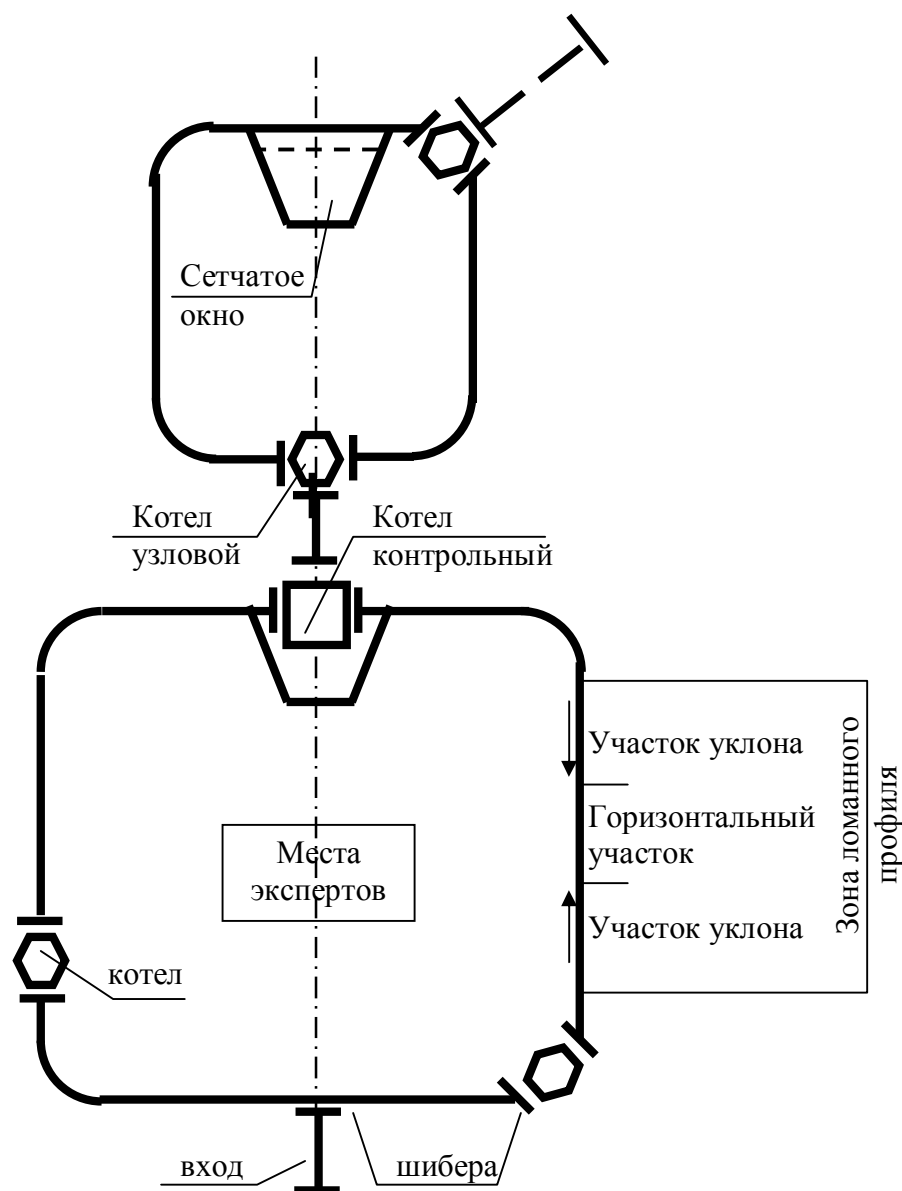 Сетчатое
окно
Котел
узловой
Котел
контрольный
Участок уклона
Горизонтальный
участок
Участок уклона
Зона ломанного
профиля
Места
экспертов
котел
вход
шибера